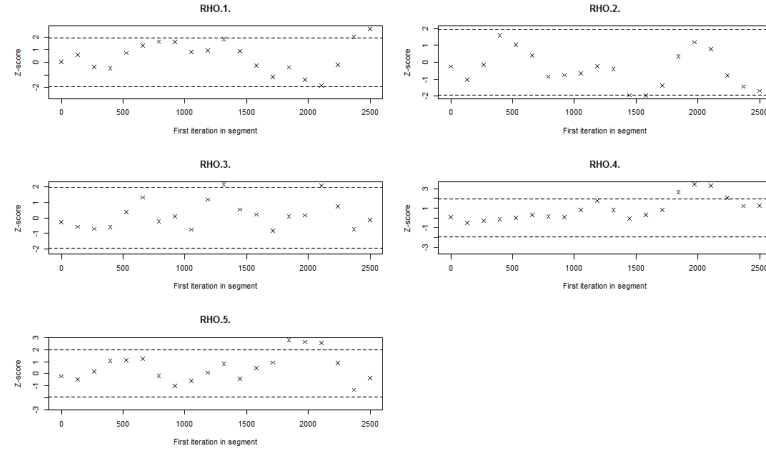 RHO.1.
Z-score
2
1
0
-2
0 500 1000 1500 2000 2500
First iteration in segment
RHO.2.
Z-score
2
1
0
-1
-2
0 500 1000 1500 2000 2500
First iteration in segment
RHO.3.
Z-score
2
1
0
-1
-2
0 500 1000 1500 2000 2500
First iteration in segment
RHO.4.
Z-score
3
1
-1
-3
0 500 1000 1500 2000 2500
First iteration in segment
RHO.5.
Z-score
3
2
1
0
-1
-3
0 500 1000 1500 2000 2500
First iteration in segment